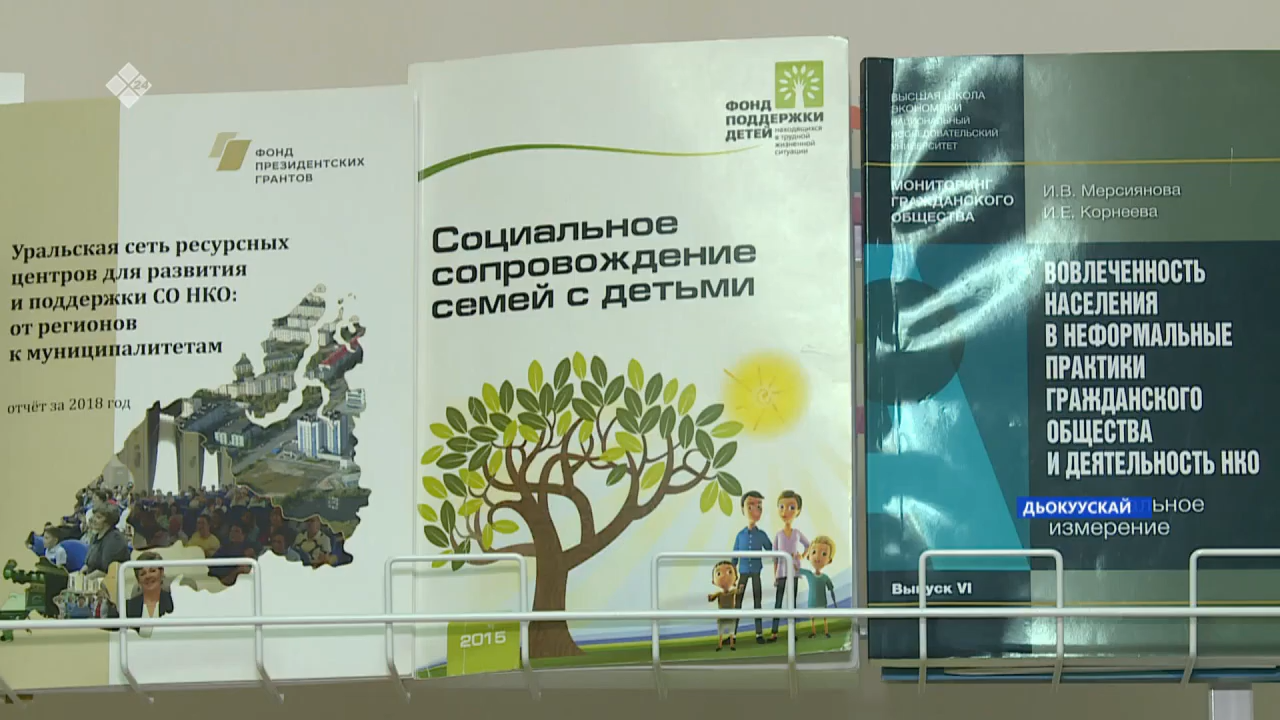 24
ФОНД
ПРЕЗИДЕНТСКИХ
ГРАНТОВ
Уральская сеть ресурсных
центров для развития
и поддержки СО НКО:
от регионов
к муниципалитетам
отчёт за 2018 год
ФОНД
ПОДДЕРЖКИ
ДЕТЕЙ
находящихся
в трудной
жизненной
ситуации
Социальное
сопровождение
семей с детьми
2015
ВЫСШАЯ ШКОЛА
ЭКОНОМИКИ
НАЦИОНАЛЬНЫЙ
ИССЛЕДОВАТЕЛЬСКИЙ
УНИВЕРСИТЕТ
МОНИТОРИНГ
ГРАЖДАНСКОГО
ОБЩЕСТВА
И.В. Мерсиянова
И.Е. Корнеева
ВОВЛЕЧЕННОСТЬ
НАСЕЛЕНИЯ
В НЕФОРМАЛЬНЫЕ
ПРАКТИКИ
ГРАЖДАНСКОГО
ОБЩЕСТВА
И ДЕЯТЕЛЬНОСТЬ НКО
ДЬОКУУСКАЙ
измерение
Выпуск VI